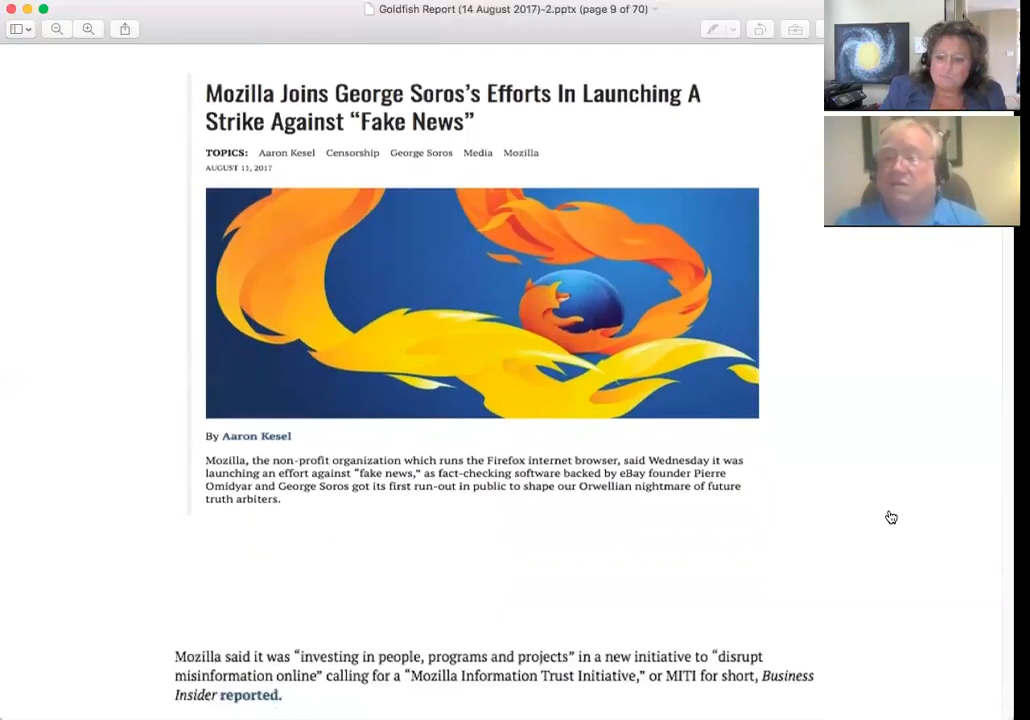 Goldfish Report (14 August 2017)-2.pptx (page 9 of 70)
Mozilla Joins George Soros's Efforts In Launching A
Strike Against “Fake News”
TOPICS: Aaron Kesel Censorship George Soros Media Mozilla
AUGUST 11, 2017
By Aaron Kesel
Mozilla, the non-profit organization which runs the Firefox internet browser, said Wednesday it was
launching an effort against “fake news,” as fact-checking software backed by eBay founder Pierre
Omidyar and George Soros got its first run-out in public to shape our Orwellian nightmare of future
truth arbiters.
Mozilla said it was “investing in people, programs and projects” in a new initiative to “disrupt
misinformation online” calling for a “Mozilla Information Trust Initiative,” or MITI for short, Business
Insider reported.